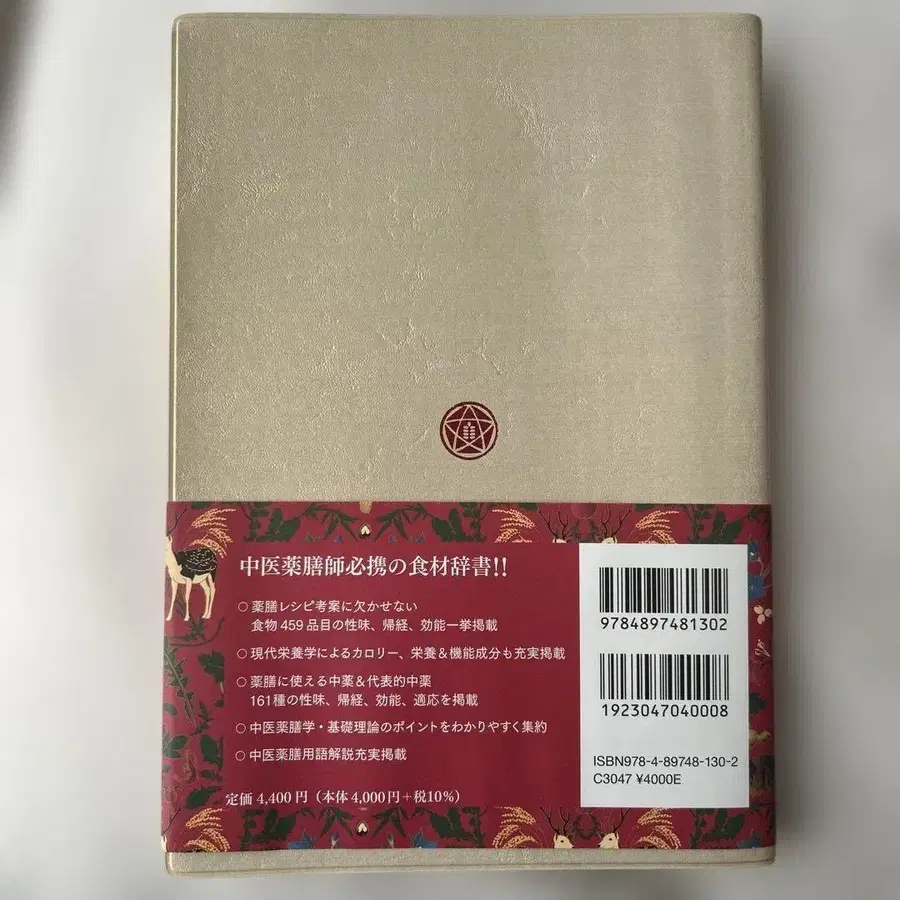 中医薬膳師必携の食材辞書!!
○ 薬膳レシピ考案に欠かせない
食物 459 品目の性味、帰経、効能一挙掲載
○ 現代栄養学によるカロリー、栄養＆機能成分も充実掲載
○ 薬膳に使える中薬＆代表的中薬
161種の性味、帰経、効能、適応を掲載
○ 中医薬膳学・基礎理論のポイントをわかりやすく集約
○ 中医薬膳用語解説充実掲載
定価 4,400 円（本体 4,000円＋税10%）
9784897481302
1923047040008
ISBN978-4-89748-130-2
C3047 ¥4000E